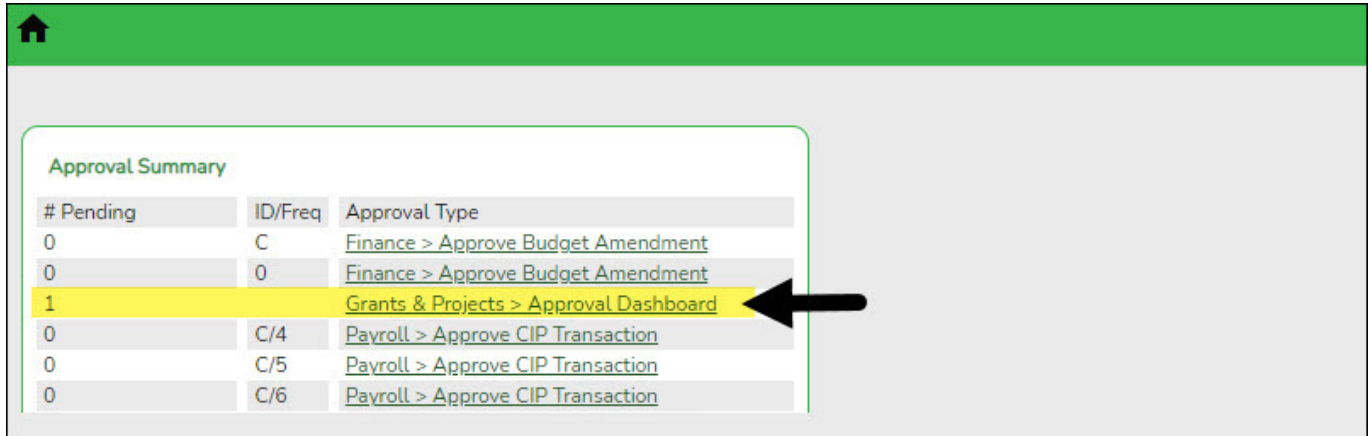 Approval Summary
# Pending ID/Freq Approval Type
0 C Finance > Approve Budget Amendment
0 0 Finance > Approve Budget Amendment
1 Grants & Projects > Approval Dashboard
0 C/4 Payroll > Approve CIP Transaction
0 C/5 Payroll > Approve CIP Transaction
0 C/6 Payroll > Approve CIP Transaction